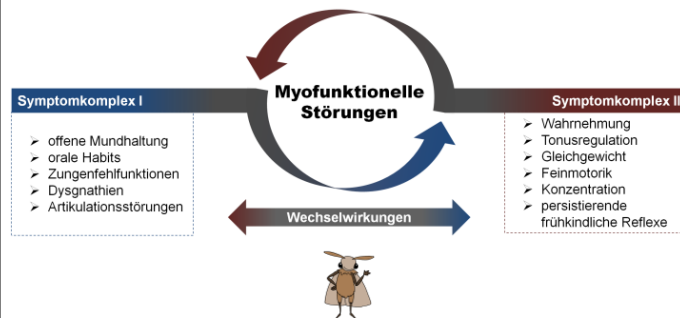 Myofunktionelle
Störungen
Symptomkomplex I
offene Mundhaltung
orale Habits
Zungenfehlfunktionen
Dysgnathien
Artikulationsstörungen
Symptomkomplex II
Wahrnehmung
Tonusregulation
Gleichgewicht
Feinmotorik
Konzentration
persistierende
frühkindliche Reflexe
Wechselwirkungen